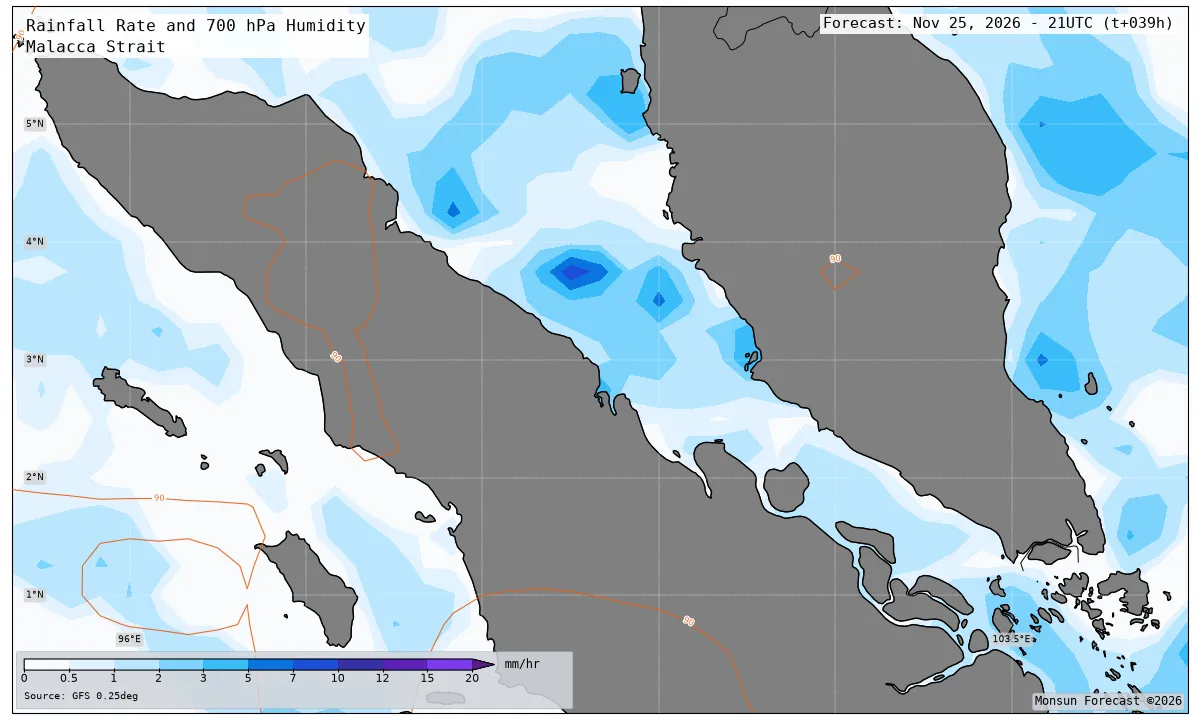 Rainfall Rate and 700 hPa Humidity
Malacca Strait
Forecast: Nov 25, 2026 - 21UTC (t+039h)
5°N
4°N
90
3°N
90
2°N
90
1°N
90
96°E
103.5°E
mm/hr
0 0.5 1 2 3 5 7 10 12 15 20
Source: GFS 0.25deg
Monsun Forecast ©2026